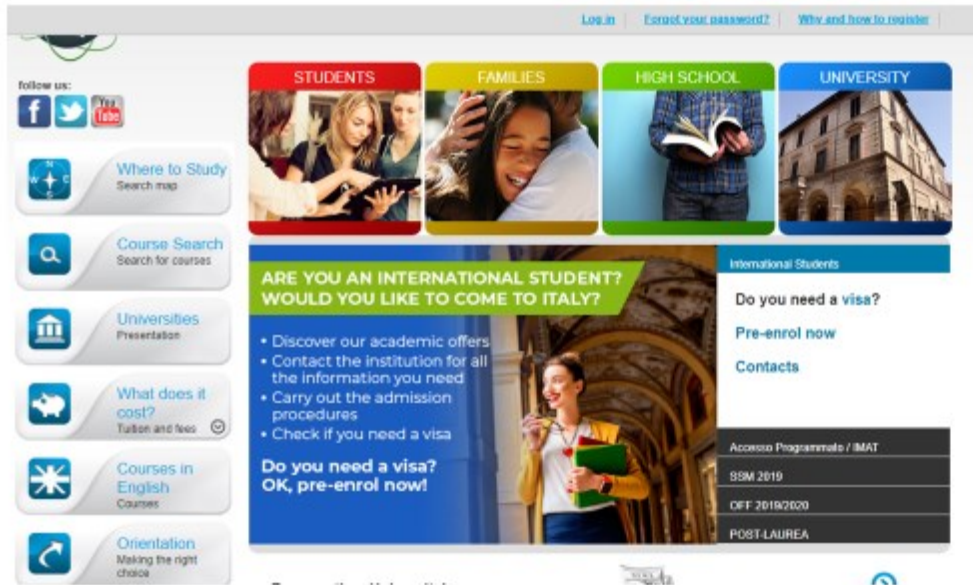 Log in
Forgot your password?
Why and how to register
follow us:
f
You
Tube
STUDENTS
FAMILIES
HIGH SCHOOL
UNIVERSITY
N
W
S
Where to Study
Search map
Course Search
Search for courses
Universities
Presentation
What does it
cost?
Tuition and fees
Courses in
English
Courses
Orientation
Making the right
choice
ARE YOU AN INTERNATIONAL STUDENT?
WOULD YOU LIKE TO COME TO ITALY?
• Discover our academic offers
• Contact the institution for all
the information you need
• Carry out the admission
procedures
• Check if you need a visa
Do you need a visa?
OK, pre-enrol now!
International Students
Do you need a visa?
Pre-enrol now
Contacts
Accesso Programmato / IMAT
SSM 2019
OFF 2019/2020
POST-LAUREA